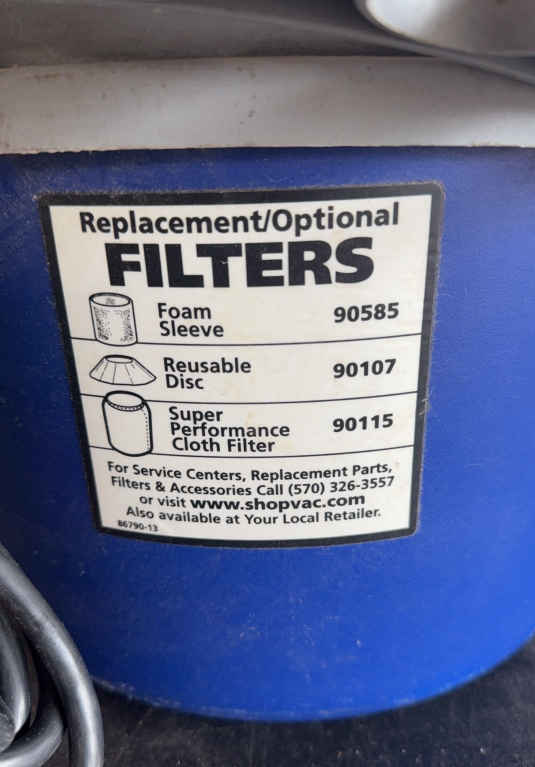 Replacement/Optional
FILTERS
Foam
Sleeve
90585
Reusable
Disc
90107
Super
Performance
Cloth Filter
90115
For Service Centers, Replacement Parts,
Filters & Accessories Call (570) 326-3557
or visit www.shopvac.com
Also available at Your Local Retailer.
86790-13